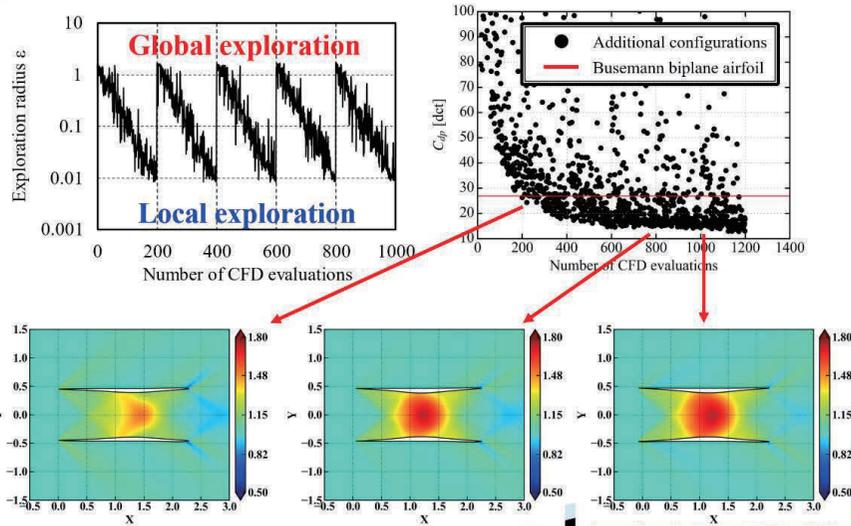 10
1
0.1
0.01
0.001
Exploration radius ε
Global exploration
Local exploration
0 200 400 600 800 1000
Number of CFD evaluations
100
90
80
70
60
50
40
30
20
10
C_dp [dct]
Additional configurations
Busemann biplane airfoil
0 200 400 600 800 1000 1200 1400
Number of CFD evaluations
1.5
1.0
0.5
0.0
−0.5
−1.0
−1.5
−0.5 0.0 0.5 1.0 1.5 2.0 2.5 3.0
X
1.80
1.48
1.15
0.82
0.50
1.5
1.0
0.5
0.0
−0.5
−1.0
−1.5
Y
−0.5 0.0 0.5 1.0 1.5 2.0 2.5 3.0
X
1.80
1.48
1.15
0.82
0.50
1.5
1.0
0.5
0.0
−0.5
−1.0
−1.5
Y
−0.5 0.0 0.5 1.0 1.5 2.0 2.5 3.0
X
1.80
1.48
1.15
0.82
0.50